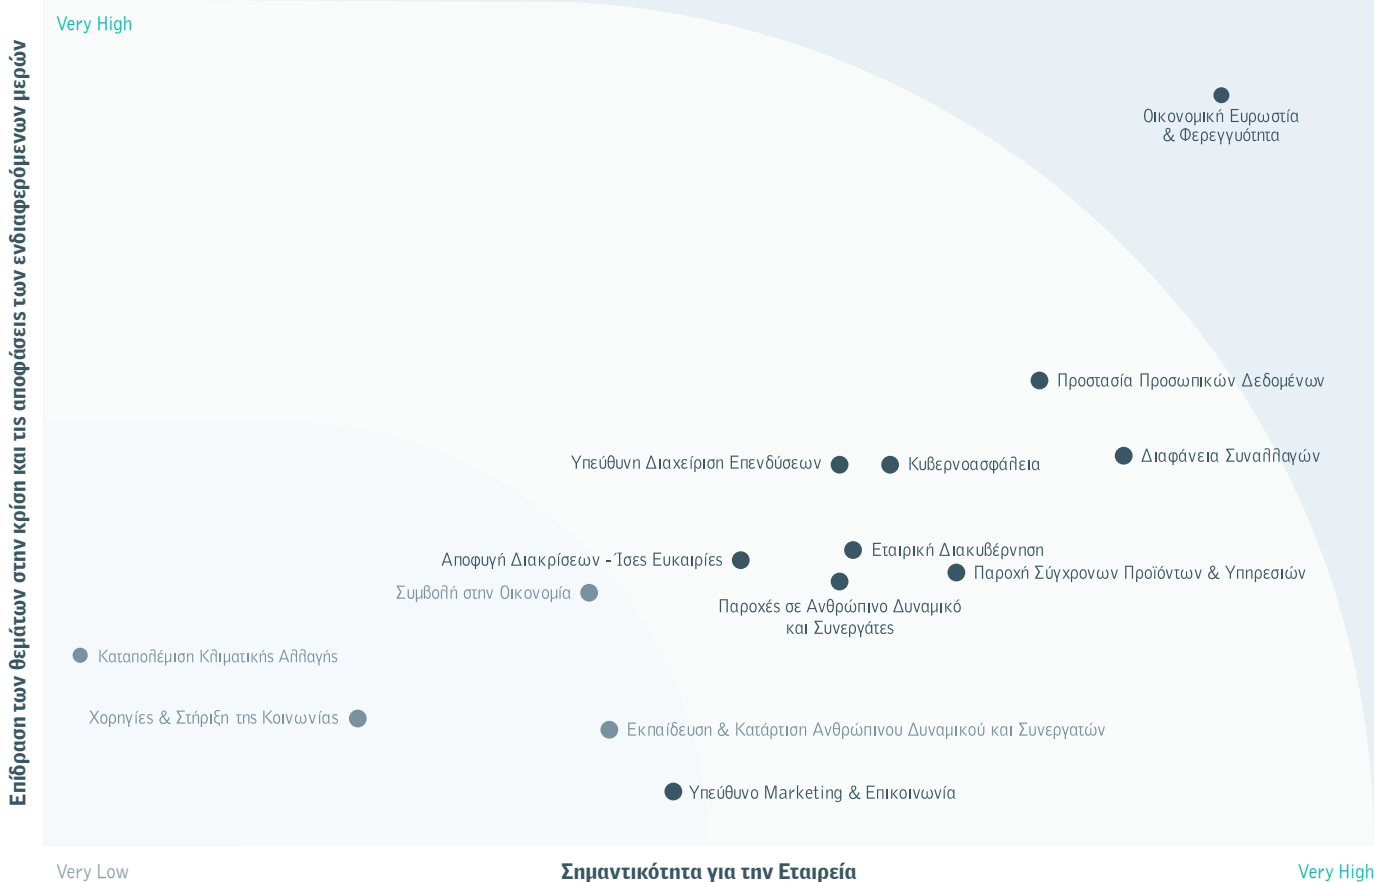 Very High
Επίδραση των θεμάτων στην κρίση και τις αποφάσεις των ενδιαφερόμενων μερών
Οικονομική Ευρωστία
& Φερεγγυότητα
Προστασία Προσωπικών Δεδομένων
Διαφάνεια Συναλλαγών
Υπεύθυνη Διαχείριση Επενδύσεων
Κυβερνοασφάλεια
Εταιρική Διακυβέρνηση
Αποφυγή Διακρίσεων - Ίσες Ευκαιρίες
Παροχή Σύγχρονων Προϊόντων & Υπηρεσιών
Συμβολή στην Οικονομία
Παροχές σε Ανθρώπινο Δυναμικό
και Συνεργάτες
Καταπολέμιση Κλιματικής Αλλαγής
Χορηγίες & Στήριξη της Κοινωνίας
Εκπαίδευση & Κατάρτιση Ανθρώπινου Δυναμικού και Συνεργατών
Υπεύθυνο Marketing & Επικοινωνία
Very Low
Σημαντικότητα για την Εταιρεία
Very High